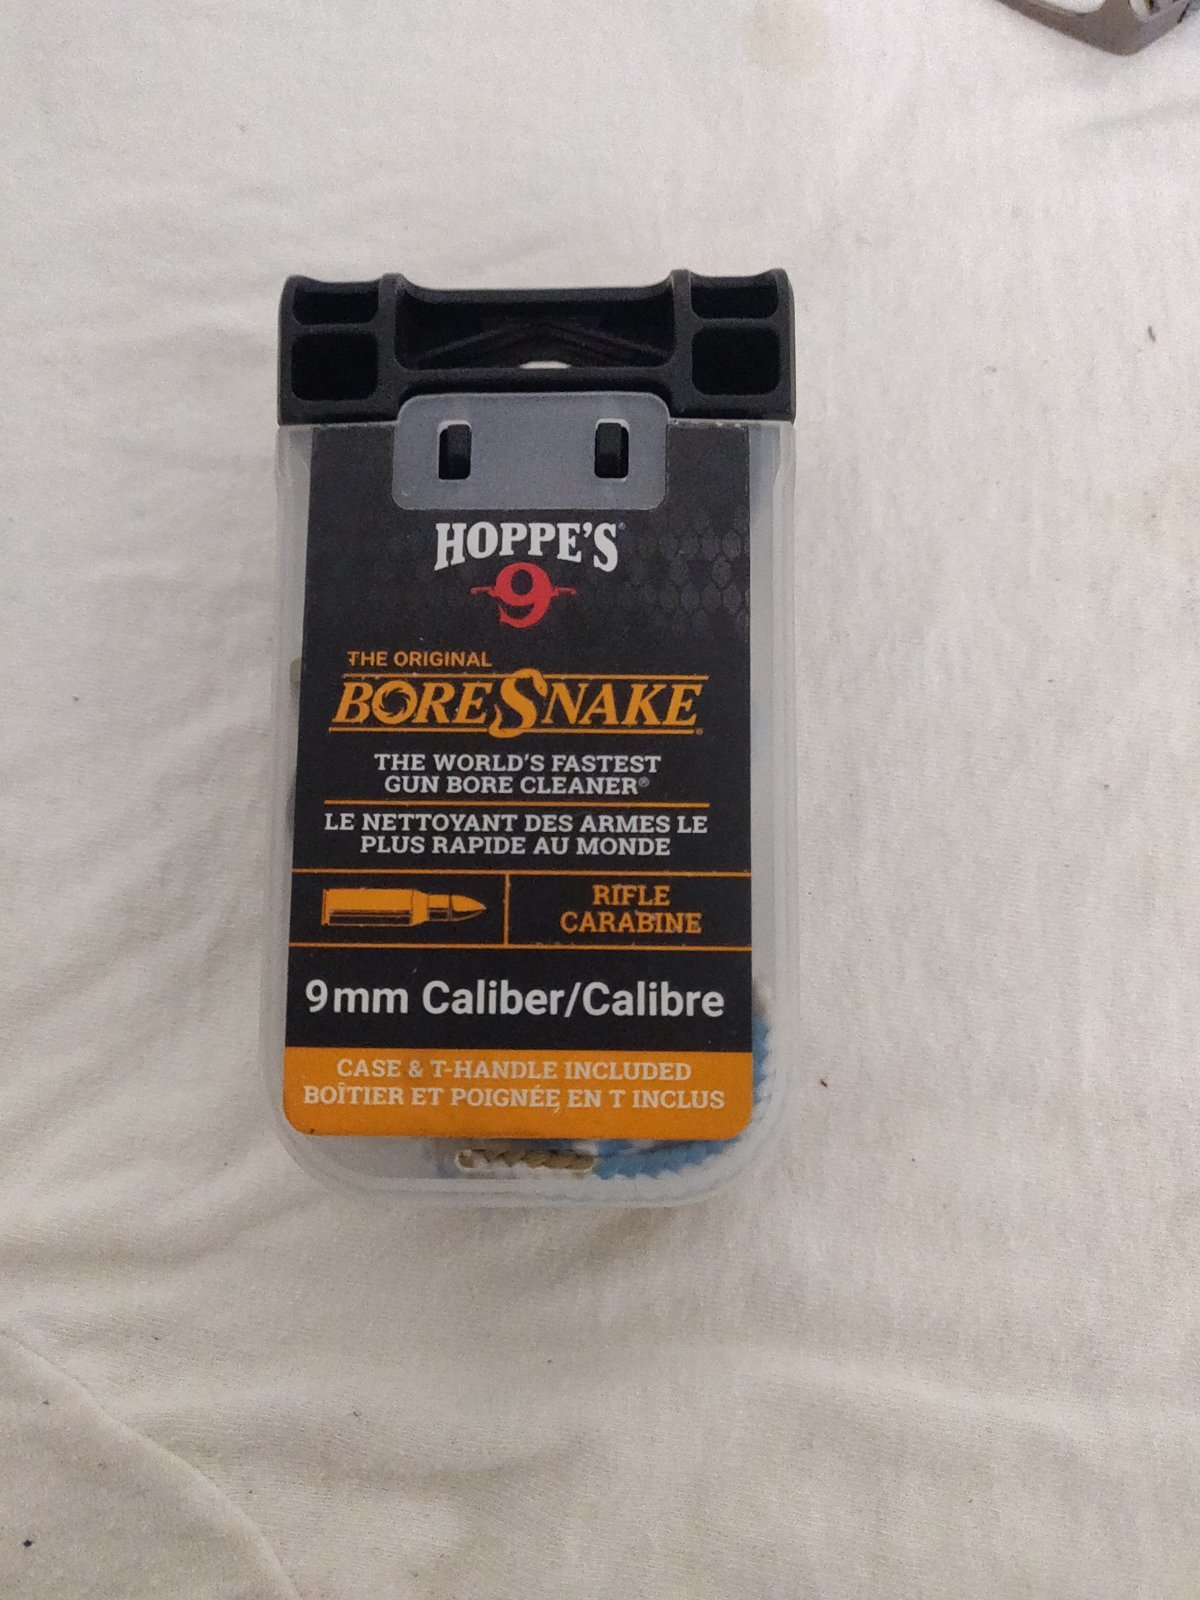 HOPPE'S®
9
THE ORIGINAL
BORESNAKE®
THE WORLD'S FASTEST
GUN BORE CLEANER®
LE NETTOYANT DES ARMES LE
PLUS RAPIDE AU MONDE
RIFLE
CARABINE
9mm Caliber/Calibre
CASE & T-HANDLE INCLUDED
BOÎTIER ET POIGNÉE EN T INCLUS